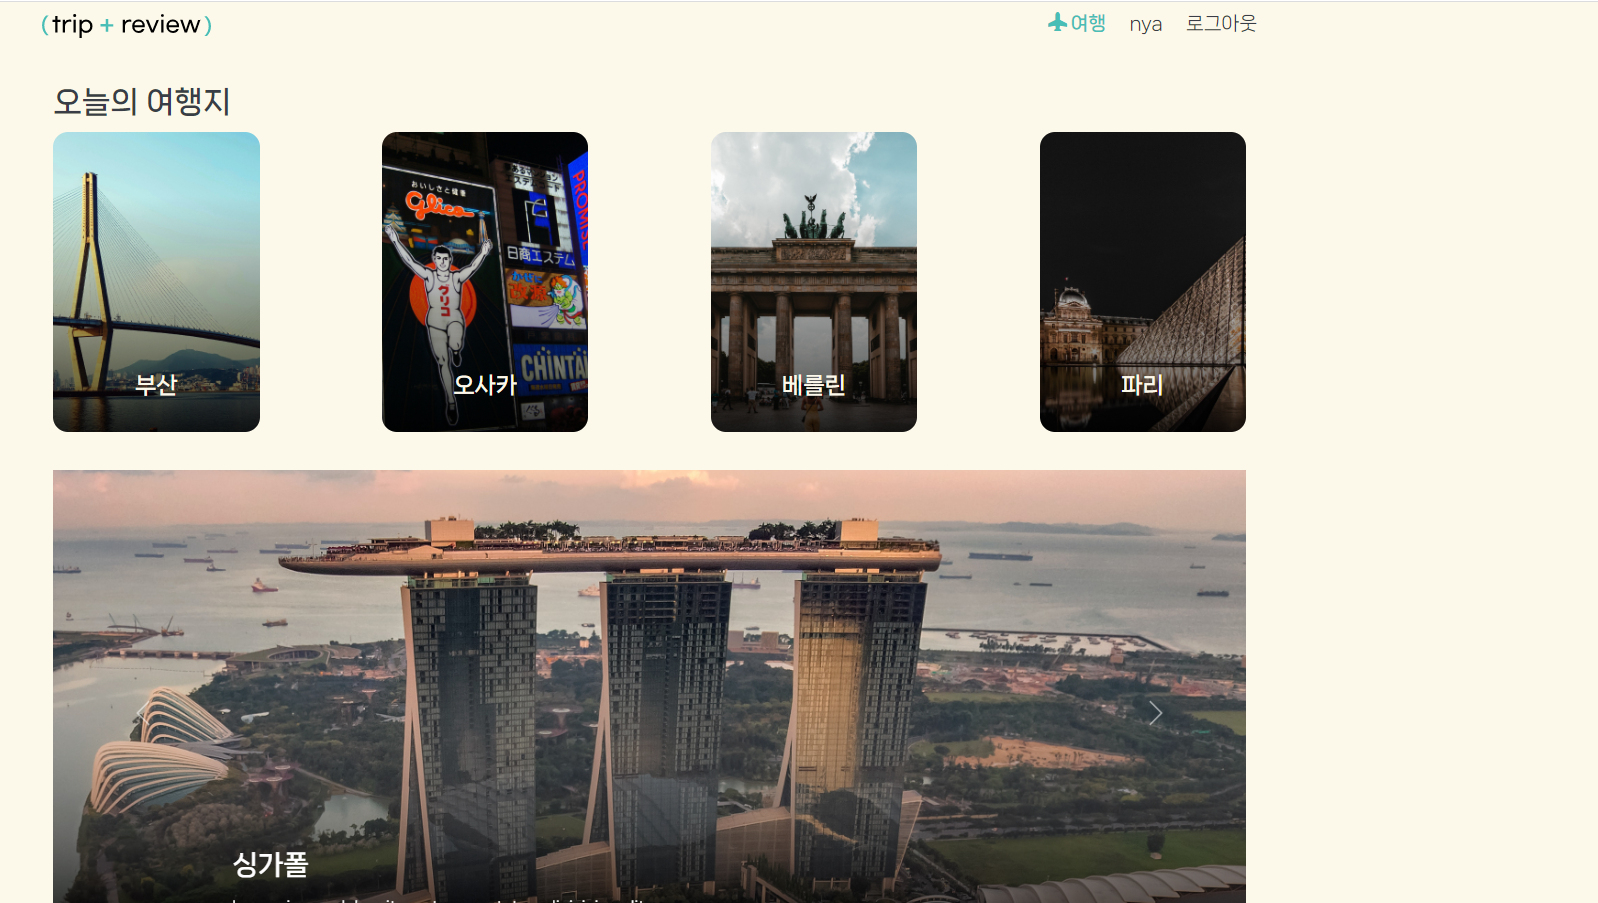 (trip + review)
여행 nya 로그아웃
오늘의 여행지
おいしさと健康
Glico
グリコ
PROMISE
日商エステム
CHINTAI
부산
오사카
베를린
파리
싱가폴